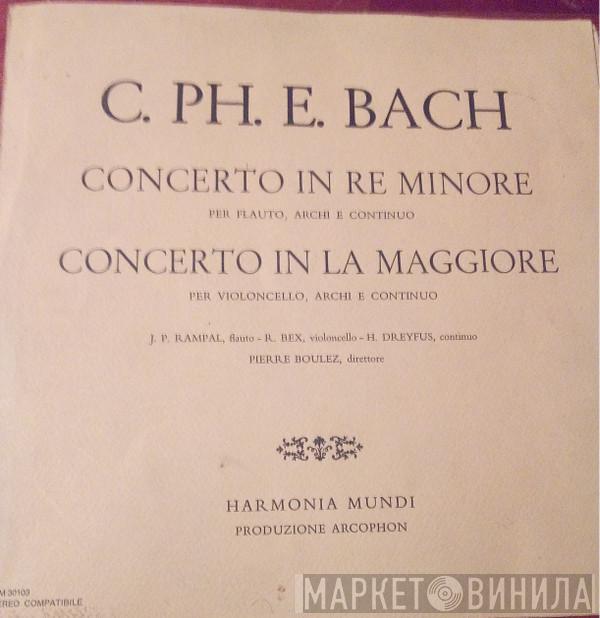 C. PH. E. BACH
CONCERTO IN RE MINORE
PER FLAUTO, ARCHI E CONTINUO
CONCERTO IN LA MAGGIORE
PER VIOLONCELLO, ARCHI E CONTINUO
J. P. RAMPAL, flauto - R. BEX, violoncello - H. DREYFUS, continuo
PIERRE BOULEZ, direttore
HARMONIA MUNDI
PRODUZIONE ARCOPHON
M 30103
EREO COMPATIBILE
МАРКЕТ ВИНИЛА